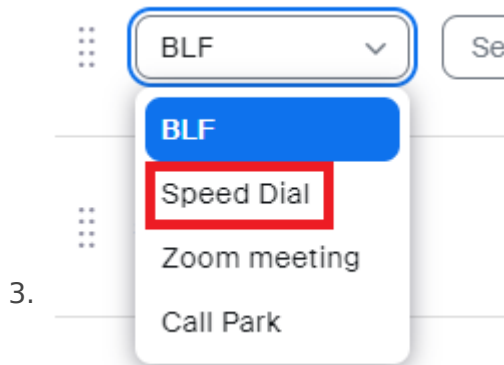 BLF
Se
BLF
Speed Dial
Zoom meeting
3.
Call Park